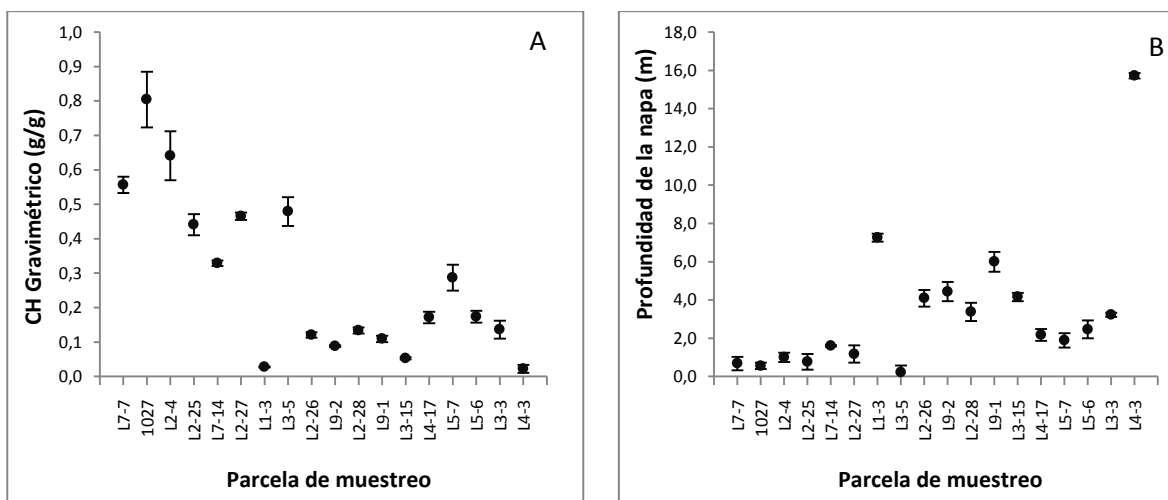 A
CH Gravimétrico (g/g)
1,0
0,9
0,8
0,7
0,6
0,5
0,4
0,3
0,2
0,1
0,0
L7-7
1027
L2-4
L2-25
L7-14
L2-27
L1-3
L3-5
L2-26
L9-2
L2-28
L9-1
L3-15
L4-17
L5-7
L5-6
L3-3
L4-3
Parcela de muestreo
B
Profundidad de la napa (m)
18,0
16,0
14,0
12,0
10,0
8,0
6,0
4,0
2,0
0,0
L7-7
1027
L2-4
L2-25
L7-14
L2-27
L1-3
L3-5
L2-26
L9-2
L2-28
L9-1
L3-15
L4-17
L5-7
L5-6
L3-3
L4-3
Parcela de muestreo